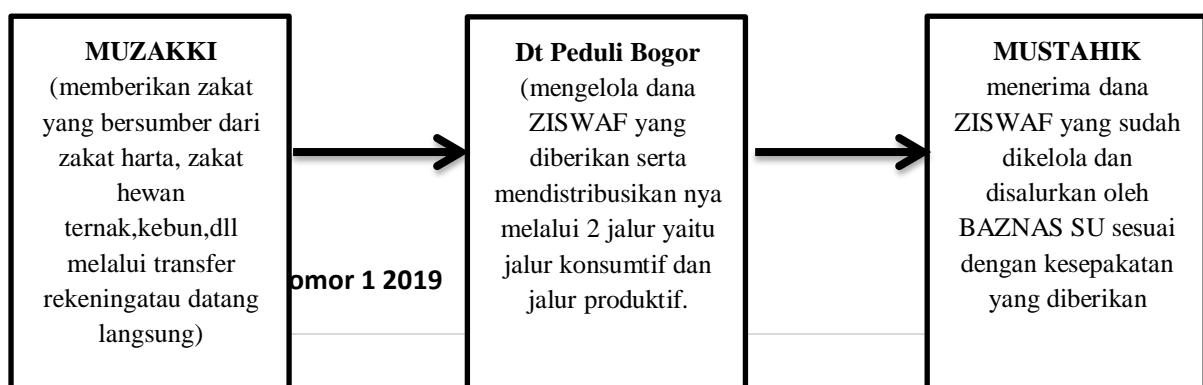 MUZAKKI
(memberikan zakat
yang bersumber dari
zakat harta, zakat
hewan
ternak,kebun,dll
melalui transfer
rekeningatau datang
langsung)
omor 1 2019
Dt Peduli Bogor
(mengelola dana
ZISWAF yang
diberikan serta
mendistribusikan nya
melalui 2 jalur yaitu
jalur konsumtif dan
jalur produktif.
MUSTAHIK
menerima dana
ZISWAF yang sudah
dikelola dan
disalurkan oleh
BAZNAS SU sesuai
dengan kesepakatan
yang diberikan